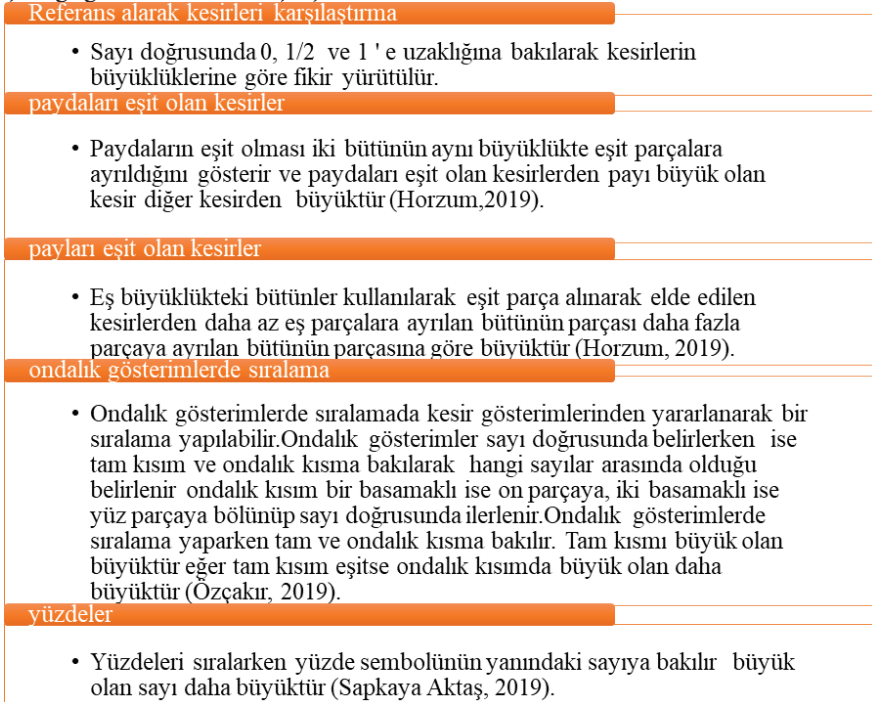 Referans alarak kesirleri karşılaştırma
• Sayı doğrusunda 0, 1/2 ve 1 ' e uzaklığına bakılarak kesirlerin
büyüklüklerine göre fikir yürütülür.
paydaları eşit olan kesirler
• Paydaların eşit olması iki bütünün aynı büyüklükte eşit parçalara
ayrıldığını gösterir ve paydaları eşit olan kesirlerden payı büyük olan
kesir diğer kesirden büyüktür (Horzum,2019).
payları eşit olan kesirler
• Eş büyüklükteki bütünler kullanılarak eşit parça alınarak elde edilen
kesirlerden daha az eş parçalara ayrılan bütünün parçası daha fazla
parçaya ayrılan bütünün parçasına göre büyüktür (Horzum, 2019).
ondalık gösterimlerde sıralama
• Ondalık gösterimlerde sıralamada kesir gösterimlerinden yararlanarak bir
sıralama yapılabilir.Ondalık gösterimler sayı doğrusunda belirlerken ise
tam kısım ve ondalık kısma bakılarak hangi sayılar arasında olduğu
belirlenir ondalık kısım bir basamaklı ise on parçaya, iki basamaklı ise
yüz parçaya bölünüp sayı doğrusunda ilerlenir.Ondalık gösterimlerde
sıralama yaparken tam ve ondalık kısma bakılır. Tam kısmı büyük olan
büyüktür eğer tam kısım eşitse ondalık kısımda büyük olan daha
büyüktür (Özçakır, 2019).
yüzdeler
• Yüzdeleri sıralarken yüzde sembolünün yanındaki sayıya bakılır büyük
olan sayı daha büyüktür (Sapkaya Aktaş, 2019).